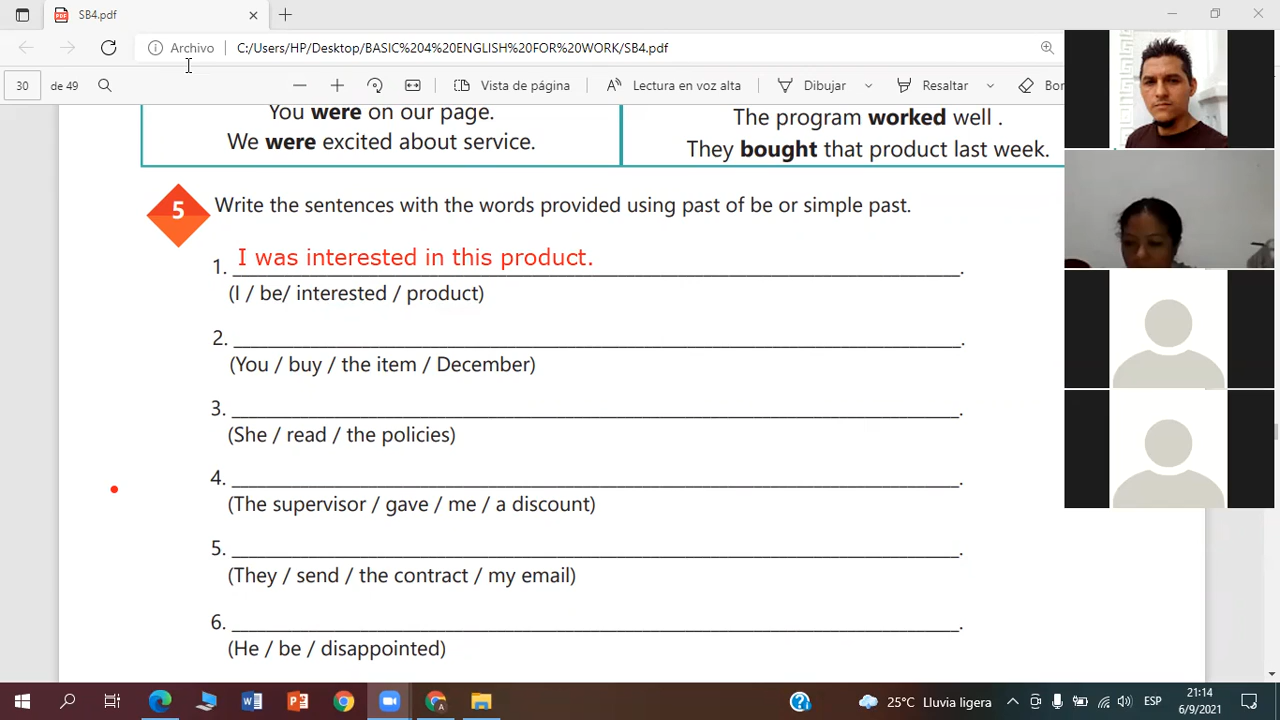 SB4.pdf
Archivo C:/Users/HP/Desktop/BASIC%204%20ENGLISH%20FOR%20WORK/SB4.pdf
30 de 49 Vista de página Lectura en voz alta Dibujar Resaltar Bor
You were on our page.
We were excited about service.
The program worked well .
They bought that product last week.
5 Write the sentences with the words provided using past of be or simple past.
1. I was interested in this product. .
(I / be/ interested / product)
2. .
(You / buy / the item / December)
3. .
(She / read / the policies)
4. .
(The supervisor / gave / me / a discount)
5. .
(They / send / the contract / my email)
6. .
(He / be / disappointed)
25°C Lluvia ligera ESP 21:14
6/9/2021